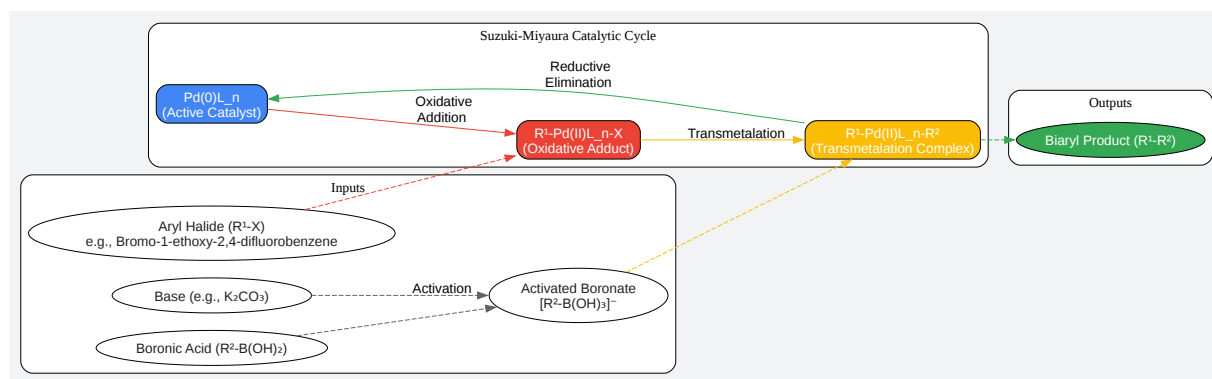 Suzuki-Miyaura Catalytic Cycle
Reductive
Elimination
Pd(0)L_n
(Active Catalyst)
Oxidative
Addition
R¹-Pd(II)L_n-X
(Oxidative Adduct)
Transmetalation
R¹-Pd(II)L_n-R²
(Transmetalation Complex)
Outputs
Biaryl Product (R¹-R²)
Inputs
Aryl Halide (R¹-X)
e.g., Bromo-1-ethoxy-2,4-difluorobenzene
Base (e.g., K₂CO₃)
Activation
Activated Boronate
[R²-B(OH)₃]⁻
Boronic Acid (R²-B(OH)₂)